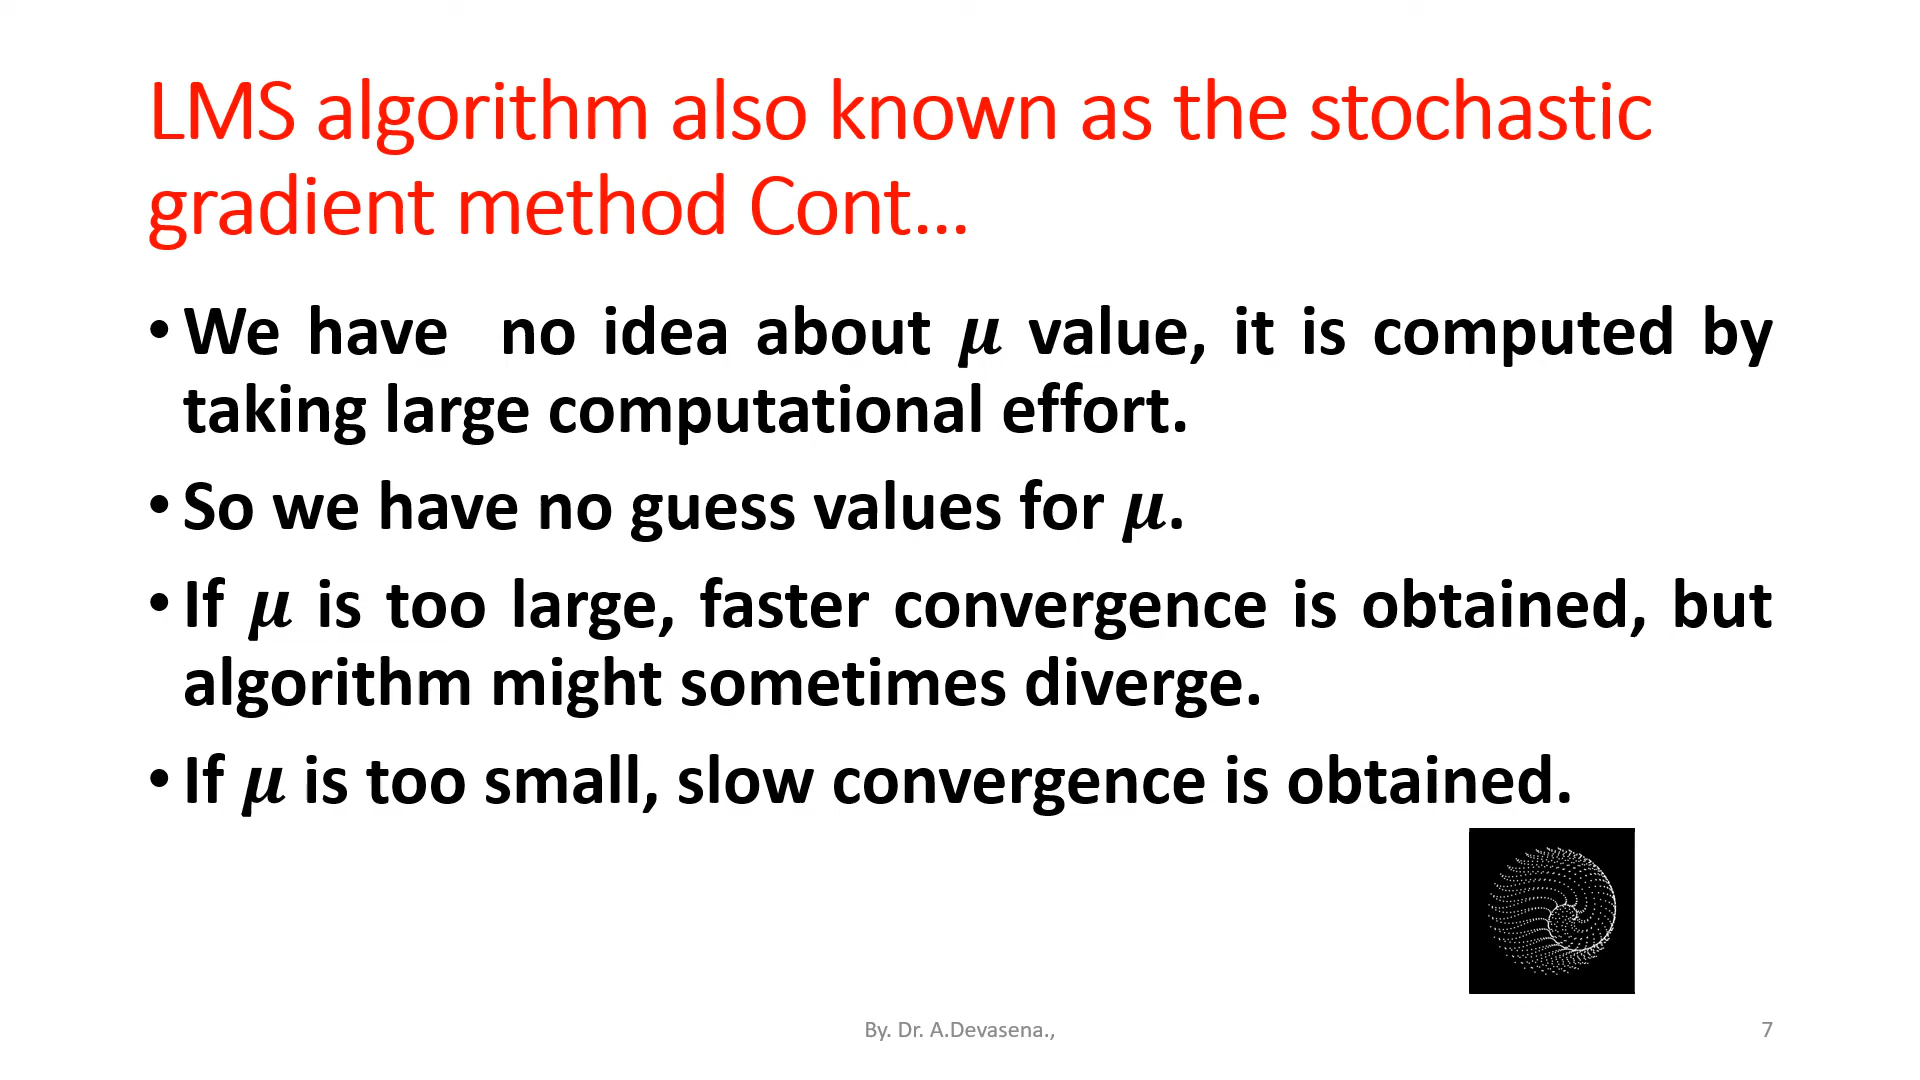 LMS algorithm also known as the stochastic
gradient method Cont...
• We have no idea about μ value, it is computed by
taking large computational effort.
• So we have no guess values for μ.
• If μ is too large, faster convergence is obtained, but
algorithm might sometimes diverge.
• If μ is too small, slow convergence is obtained.
By. Dr. A.Devasena.,
7